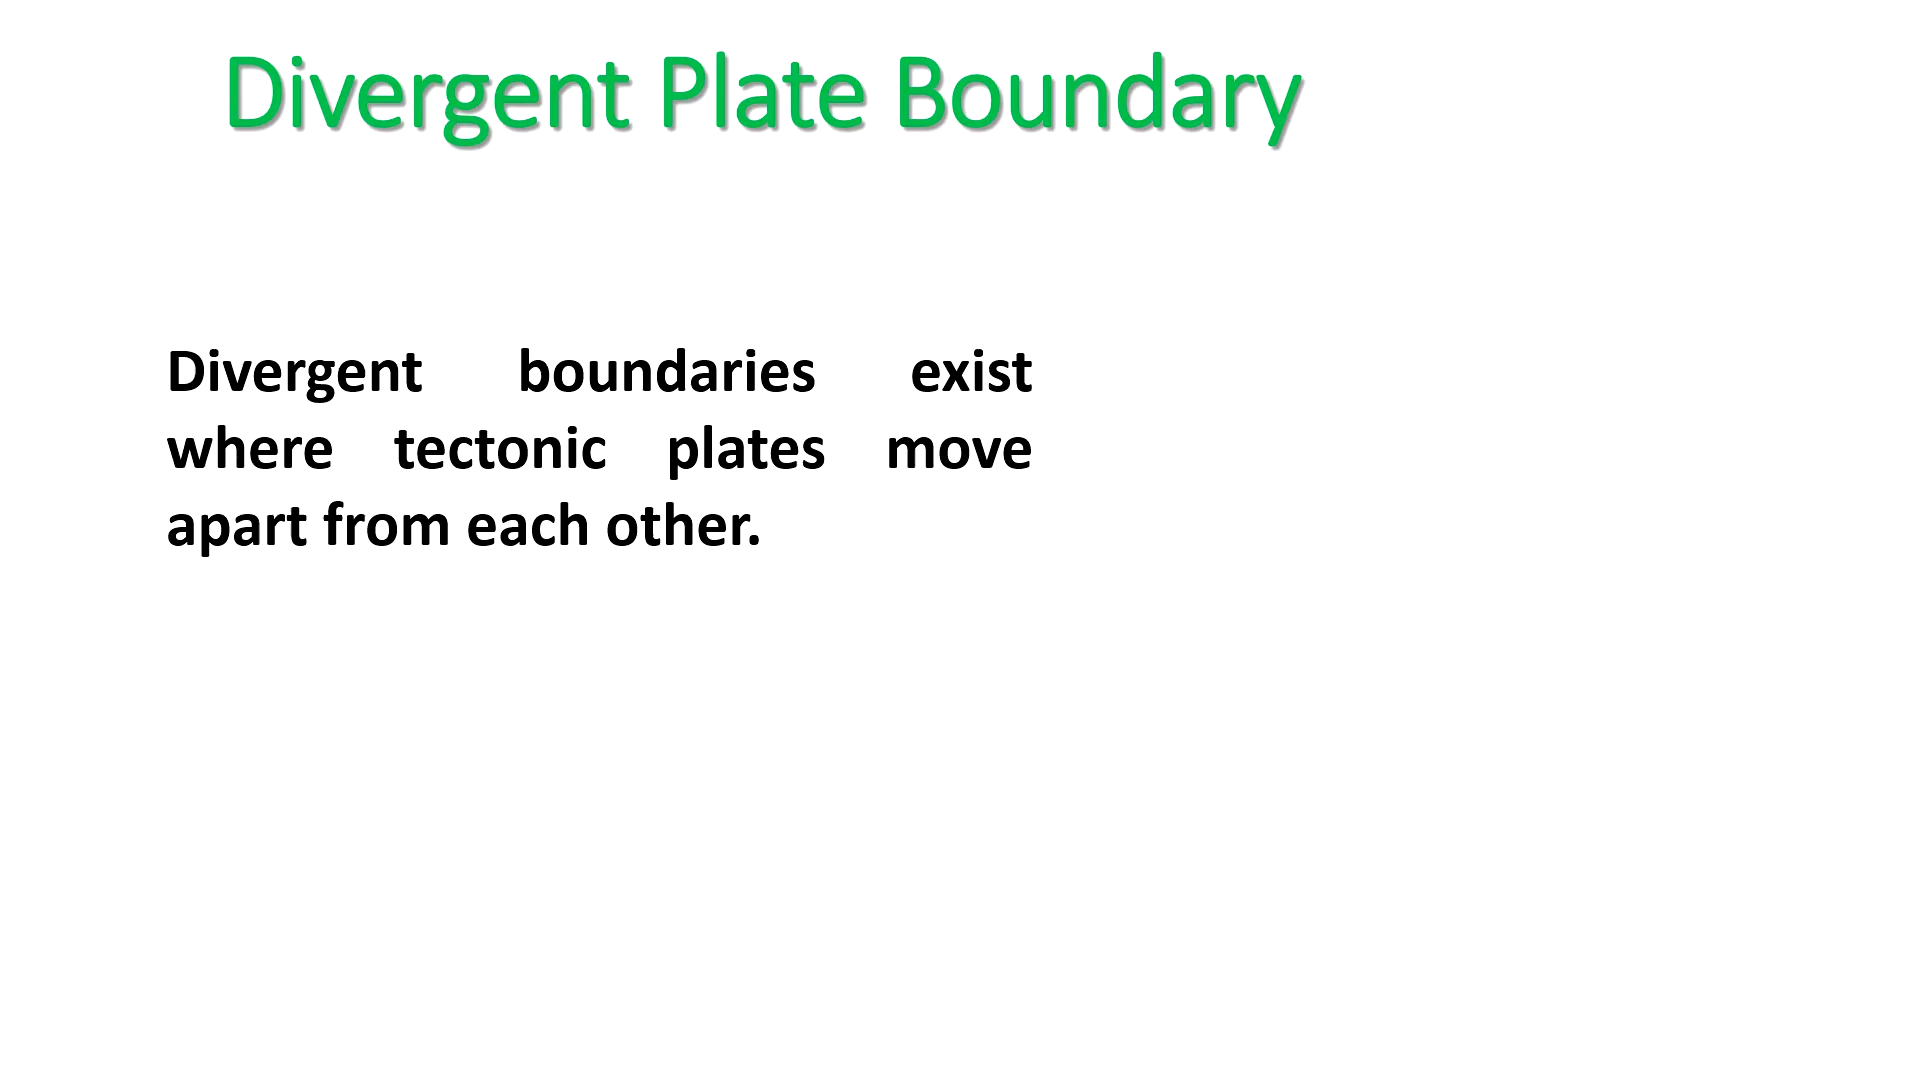 Divergent Plate Boundary
Divergent boundaries exist
where tectonic plates move
apart from each other.